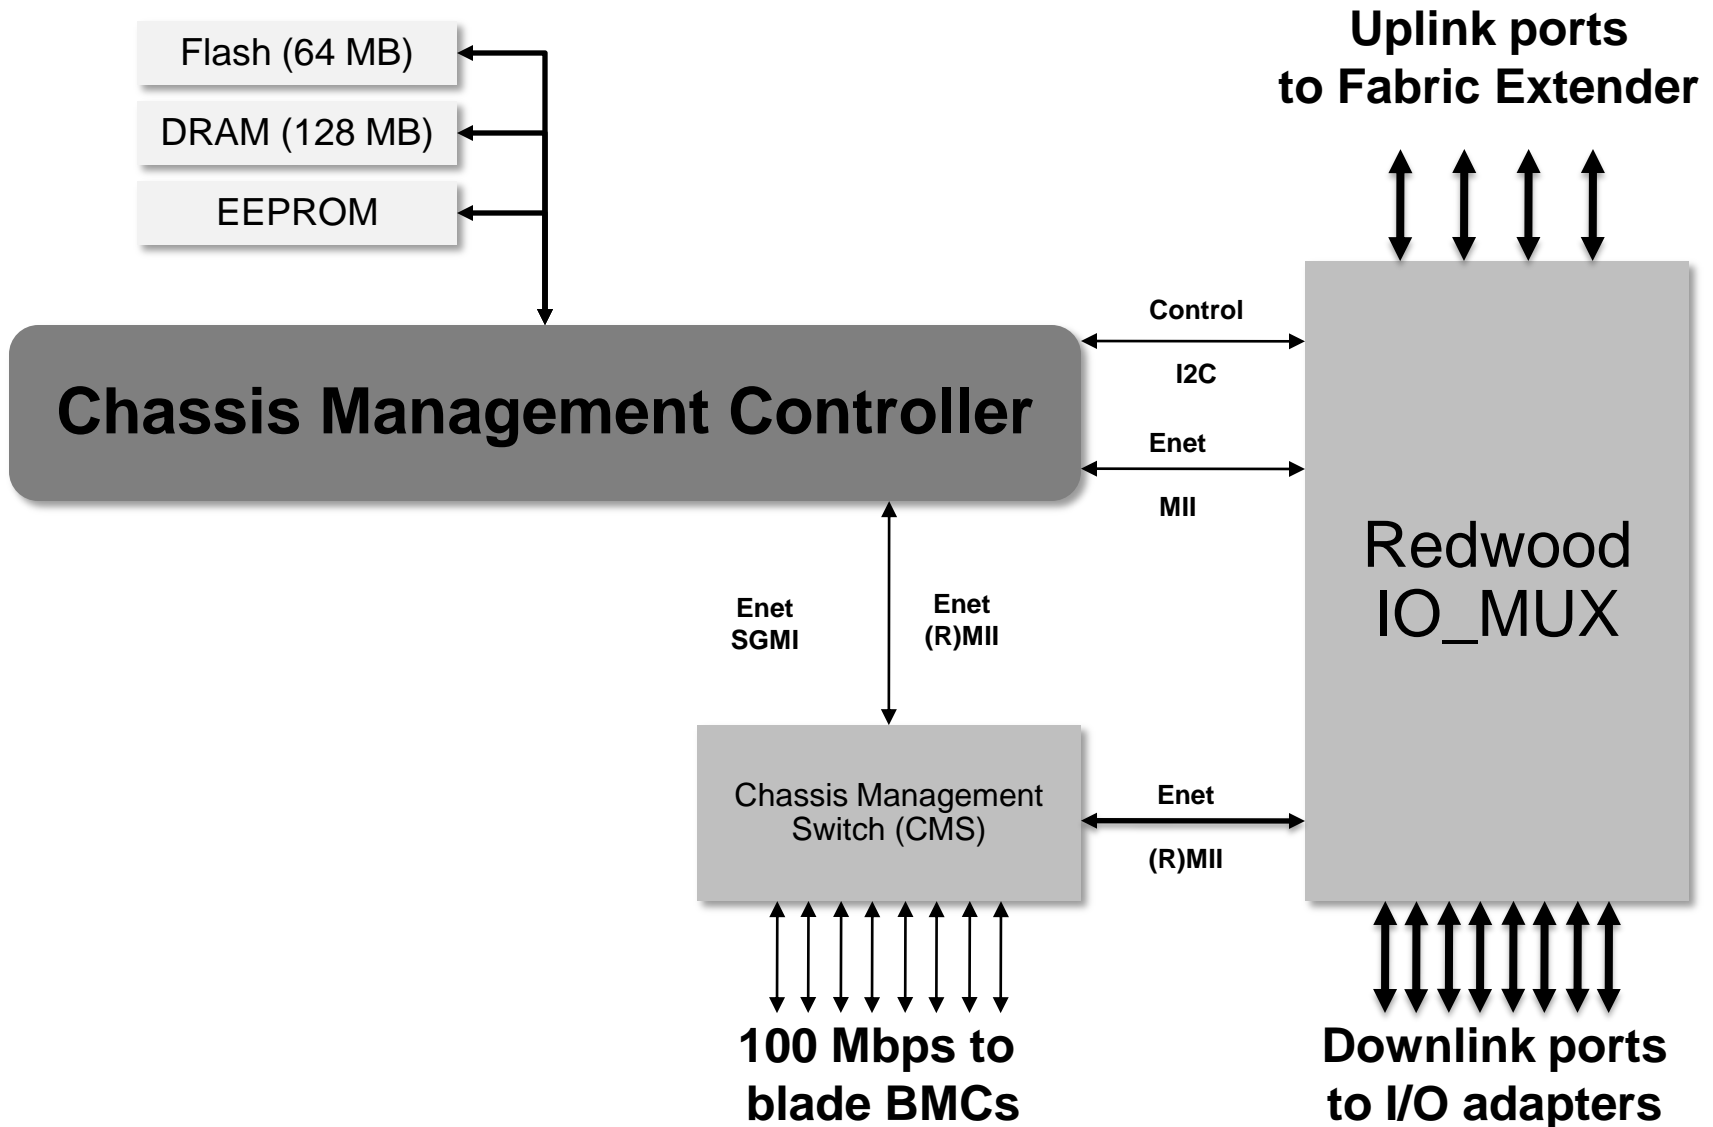 Uplink ports
to Fabric Extender
Flash (64 MB)
DRAM (128 MB)
EEPROM
Control
I2C
Chassis Management Controller
Enet
MII
Redwood
IO_MUX
Enet
SGMI
Enet
(R)MII
Chassis Management
Switch (CMS)
Enet
(R)MII
100 Mbps to
blade BMCs
Downlink ports
to I/O adapters